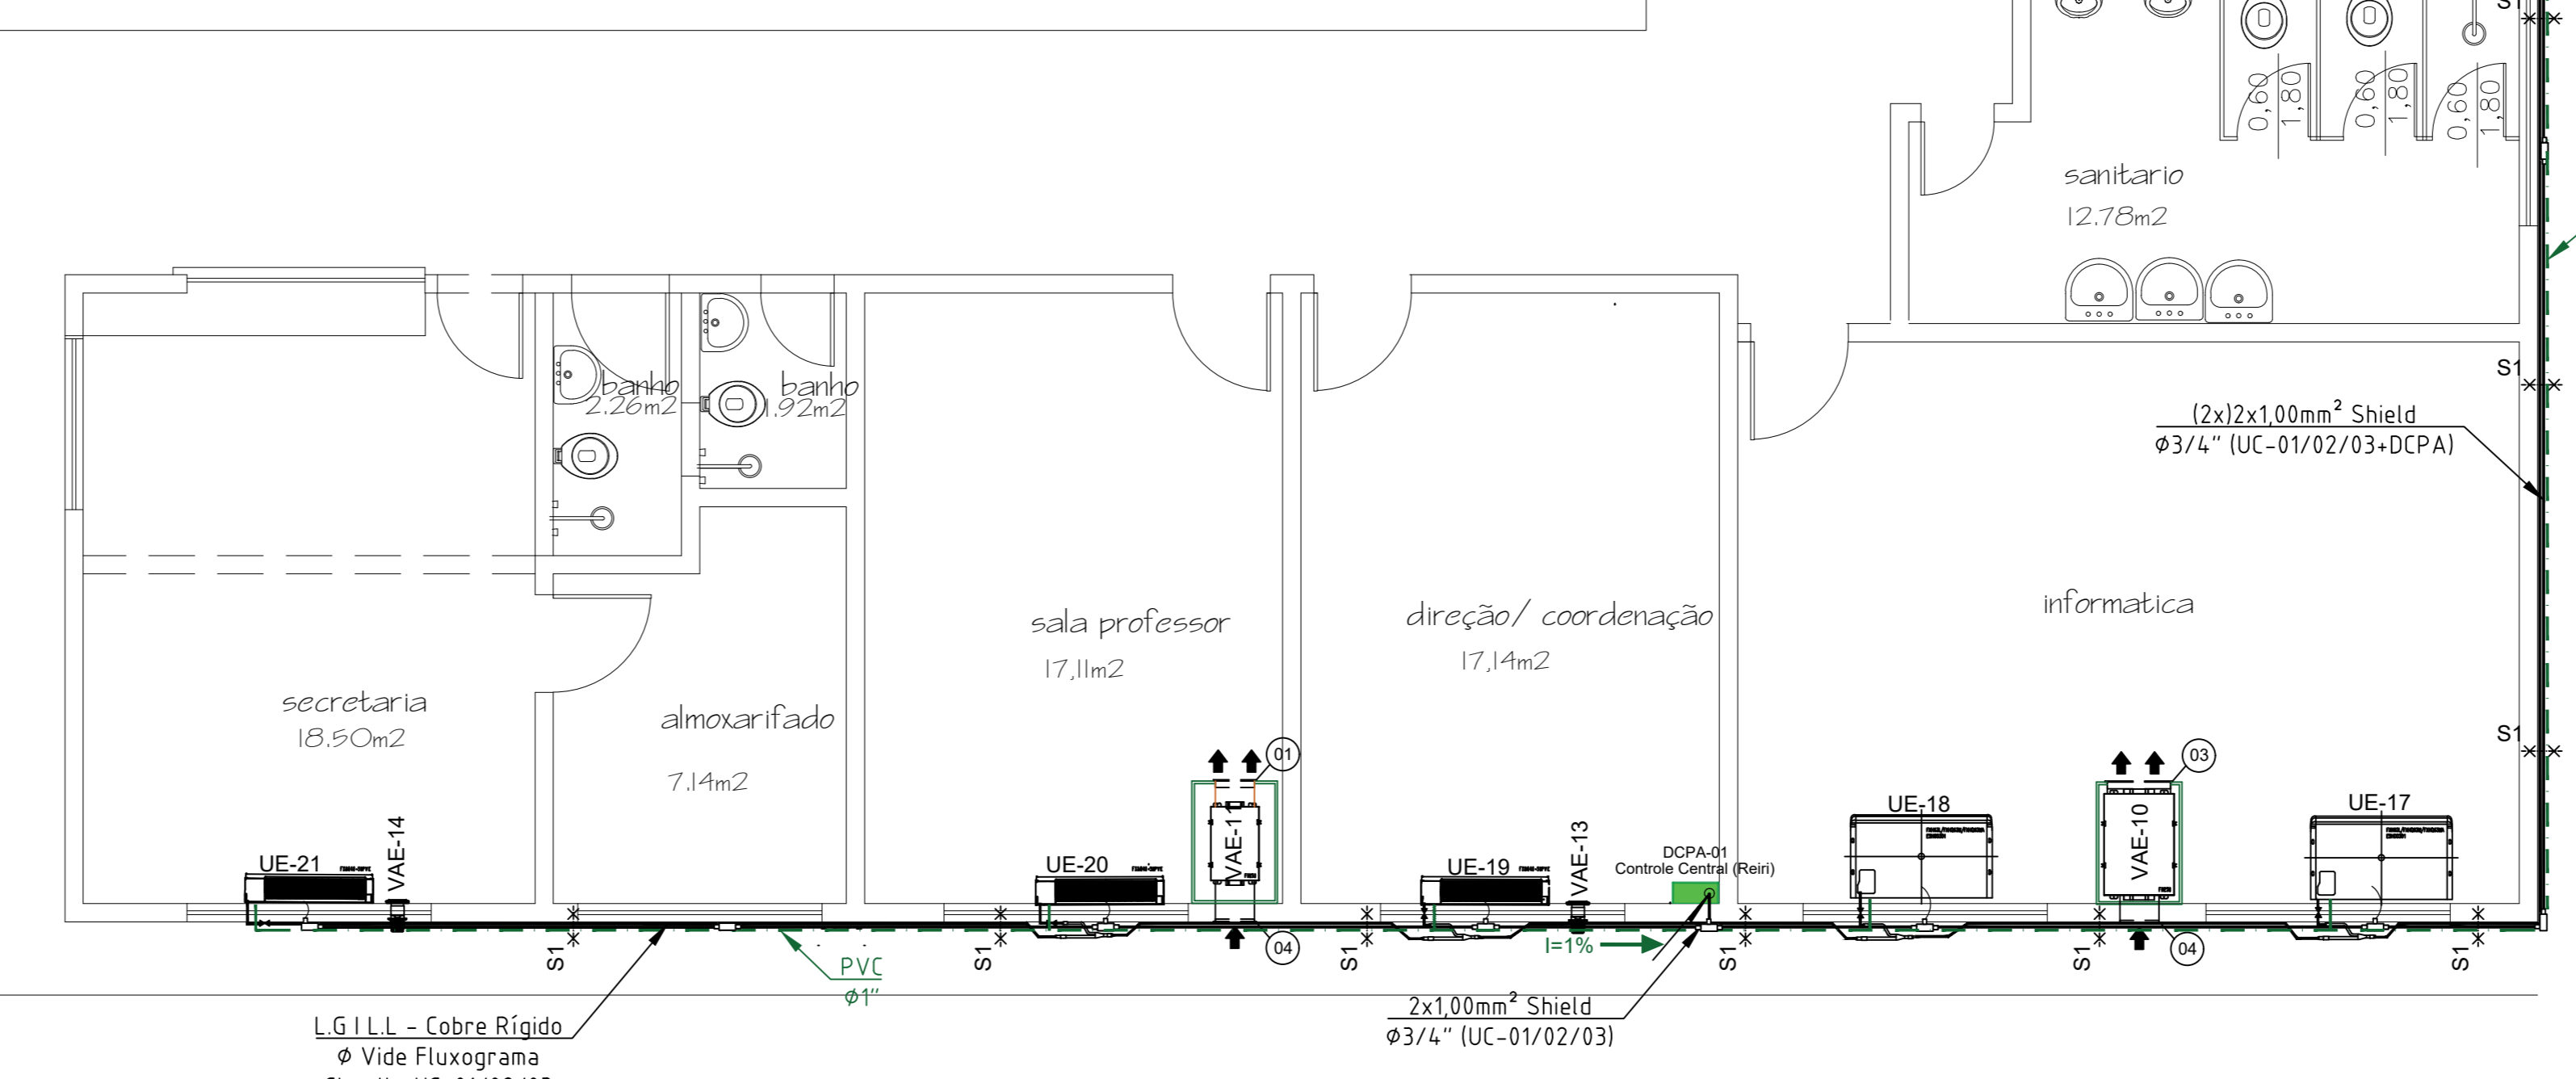 S1
0,60
1,80
0,60
1,80
0,60
1,80
sanitario
12.78m2
S1
(2x)2x1,00mm² Shield
φ3/4" (UC-01/02/03+DCPA)
banho
2.26m2
banho
1.92m2
informatica
sala professor
17,11m2
direção/ coordenação
17,14m2
secretaria
18.50m2
almoxarifado
7.14m2
S1
01
03
UE-21
VAE-14
UE-20
VAE-11
UE-19
VAE-13
DCPA-01
Controle Central (Reiri)
UE-18
VAE-10
UE-17
S1
S1
04
S1
I=1%
S1
S1
04
S1
PVC
φ1"
L.G | L.L - Cobre Rígido
φ Vide Fluxograma
2x1,00mm² Shield
φ3/4" (UC-01/02/03)